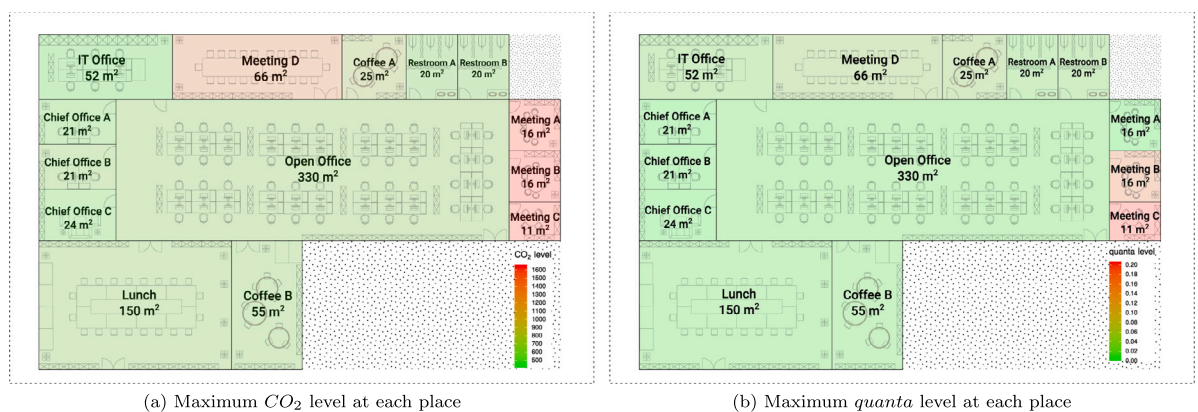 IT Office
52 m²
Meeting D
66 m²
Coffee A
25 m²
Restroom A
20 m²
Restroom B
20 m²
Chief Office A
21 m²
Chief Office B
21 m²
Chief Office C
24 m²
Open Office
330 m²
Meeting A
16 m²
Meeting B
16 m²
Meeting C
11 m²
Lunch
150 m²
Coffee B
55 m²
CO₂ level
1600
1500
1400
1300
1200
1100
1000
900
800
700
600
500
(a) Maximum CO₂ level at each place
IT Office
52 m²
Meeting D
66 m²
Coffee A
25 m²
Restroom A
20 m²
Restroom B
20 m²
Chief Office A
21 m²
Chief Office B
21 m²
Chief Office C
24 m²
Open Office
330 m²
Meeting A
16 m²
Meeting B
16 m²
Meeting C
11 m²
Lunch
150 m²
Coffee B
55 m²
quanta level
0.20
0.18
0.16
0.14
0.12
0.10
0.08
0.06
0.04
0.02
0.00
(b) Maximum quanta level at each place